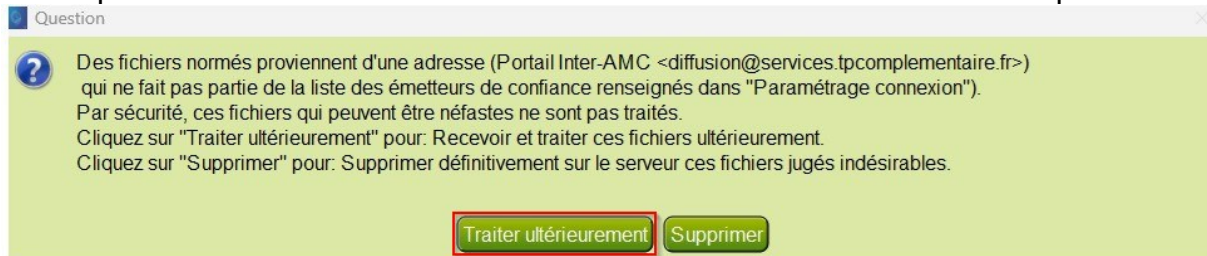 Question
Des fichiers normés proviennent d'une adresse (Portail Inter-AMC <diffusion@services.tpcomplementaire.fr>)
qui ne fait pas partie de la liste des émetteurs de confiance renseignés dans "Paramétrage connexion").
Par sécurité, ces fichiers qui peuvent être néfastes ne sont pas traités.
Cliquez sur "Traiter ultérieurement" pour: Recevoir et traiter ces fichiers ultérieurement.
Cliquez sur "Supprimer" pour: Supprimer définitivement sur le serveur ces fichiers jugés indésirables.
Traiter ultérieurement Supprimer